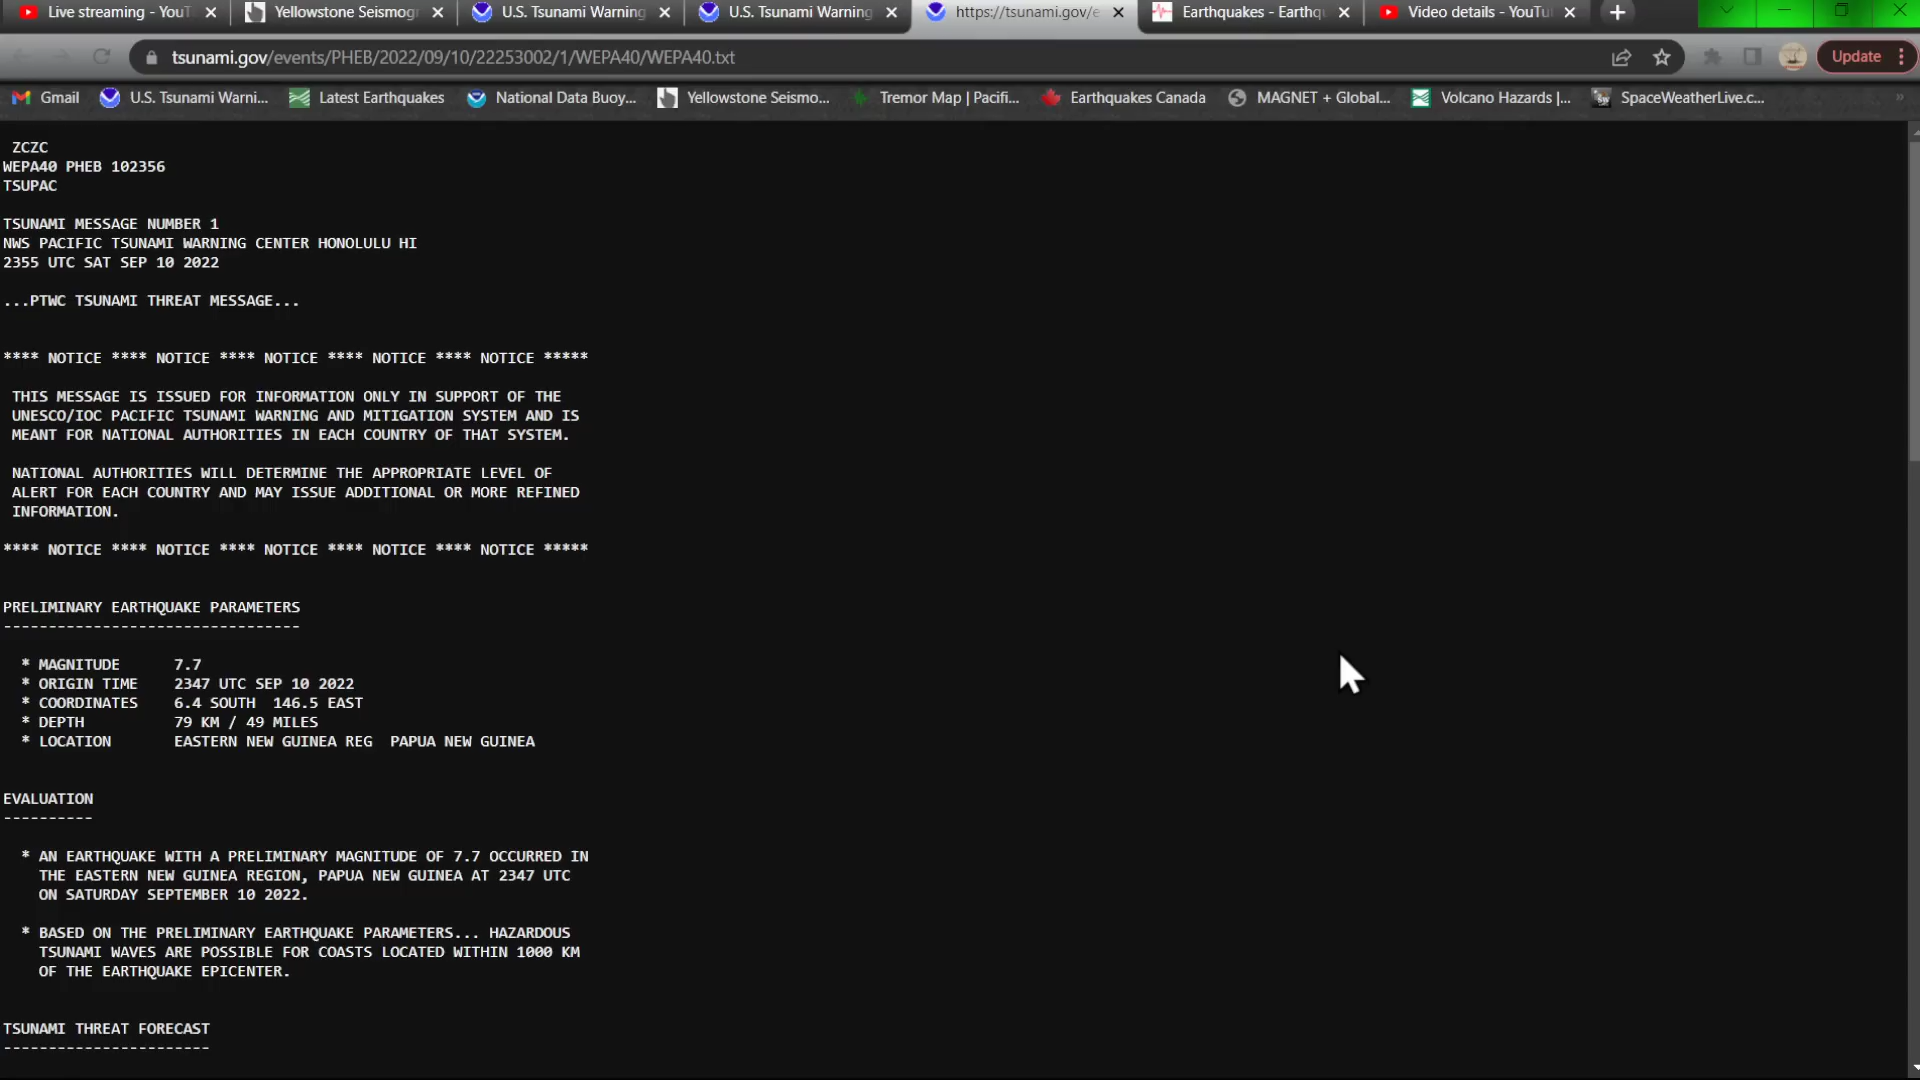 Live streaming - YouT
Yellowstone Seismogr
U.S. Tsunami Warning
U.S. Tsunami Warning
https://tsunami.gov/e
Earthquakes - Earthqu
Video details - YouTu
tsunami.gov/events/PHEB/2022/09/10/22253002/1/WEPA40/WEPA40.txt
Update
Gmail
U.S. Tsunami Warni...
Latest Earthquakes
National Data Buoy...
Yellowstone Seismo...
Tremor Map | Pacifi...
Earthquakes Canada
MAGNET + Global...
Volcano Hazards |...
SpaceWeatherLive.c...
ZCZC
WEPA40 PHEB 102356
TSUPAC
TSUNAMI MESSAGE NUMBER 1
NWS PACIFIC TSUNAMI WARNING CENTER HONOLULU HI
2355 UTC SAT SEP 10 2022
...PTWC TSUNAMI THREAT MESSAGE...
**** NOTICE **** NOTICE **** NOTICE **** NOTICE **** NOTICE *****
THIS MESSAGE IS ISSUED FOR INFORMATION ONLY IN SUPPORT OF THE
UNESCO/IOC PACIFIC TSUNAMI WARNING AND MITIGATION SYSTEM AND IS
MEANT FOR NATIONAL AUTHORITIES IN EACH COUNTRY OF THAT SYSTEM.
NATIONAL AUTHORITIES WILL DETERMINE THE APPROPRIATE LEVEL OF
ALERT FOR EACH COUNTRY AND MAY ISSUE ADDITIONAL OR MORE REFINED
INFORMATION.
**** NOTICE **** NOTICE **** NOTICE **** NOTICE **** NOTICE *****
PRELIMINARY EARTHQUAKE PARAMETERS
---------------------------------
* MAGNITUDE      7.7
* ORIGIN TIME    2347 UTC SEP 10 2022
* COORDINATES    6.4 SOUTH  146.5 EAST
* DEPTH          79 KM / 49 MILES
* LOCATION       EASTERN NEW GUINEA REG  PAPUA NEW GUINEA
EVALUATION
----------
* AN EARTHQUAKE WITH A PRELIMINARY MAGNITUDE OF 7.7 OCCURRED IN
THE EASTERN NEW GUINEA REGION, PAPUA NEW GUINEA AT 2347 UTC
ON SATURDAY SEPTEMBER 10 2022.
* BASED ON THE PRELIMINARY EARTHQUAKE PARAMETERS... HAZARDOUS
TSUNAMI WAVES ARE POSSIBLE FOR COASTS LOCATED WITHIN 1000 KM
OF THE EARTHQUAKE EPICENTER.
TSUNAMI THREAT FORECAST
-----------------------